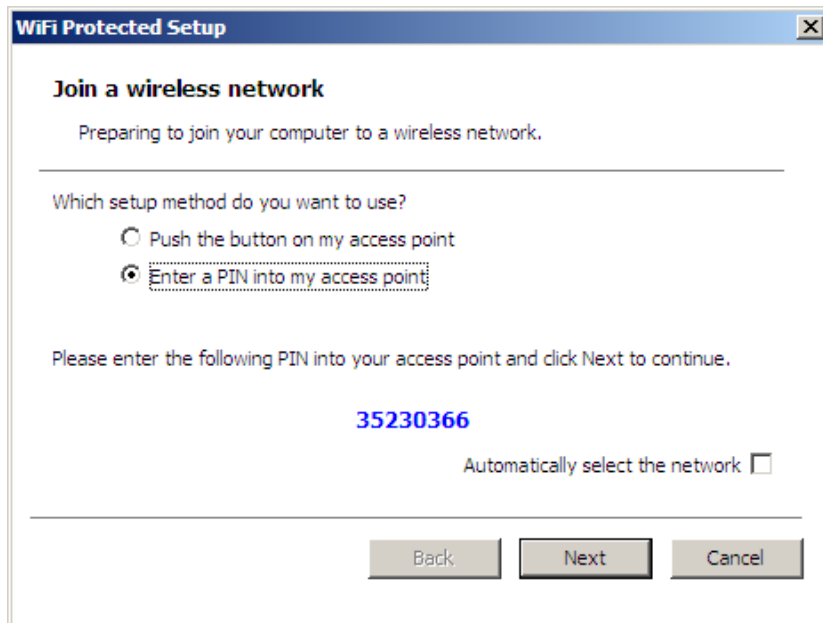 WiFi Protected Setup
Join a wireless network
Preparing to join your computer to a wireless network.
Which setup method do you want to use?
Push the button on my access point
Enter a PIN into my access point
Please enter the following PIN into your access point and click Next to continue.
35230366
Automatically select the network
Back Next Cancel